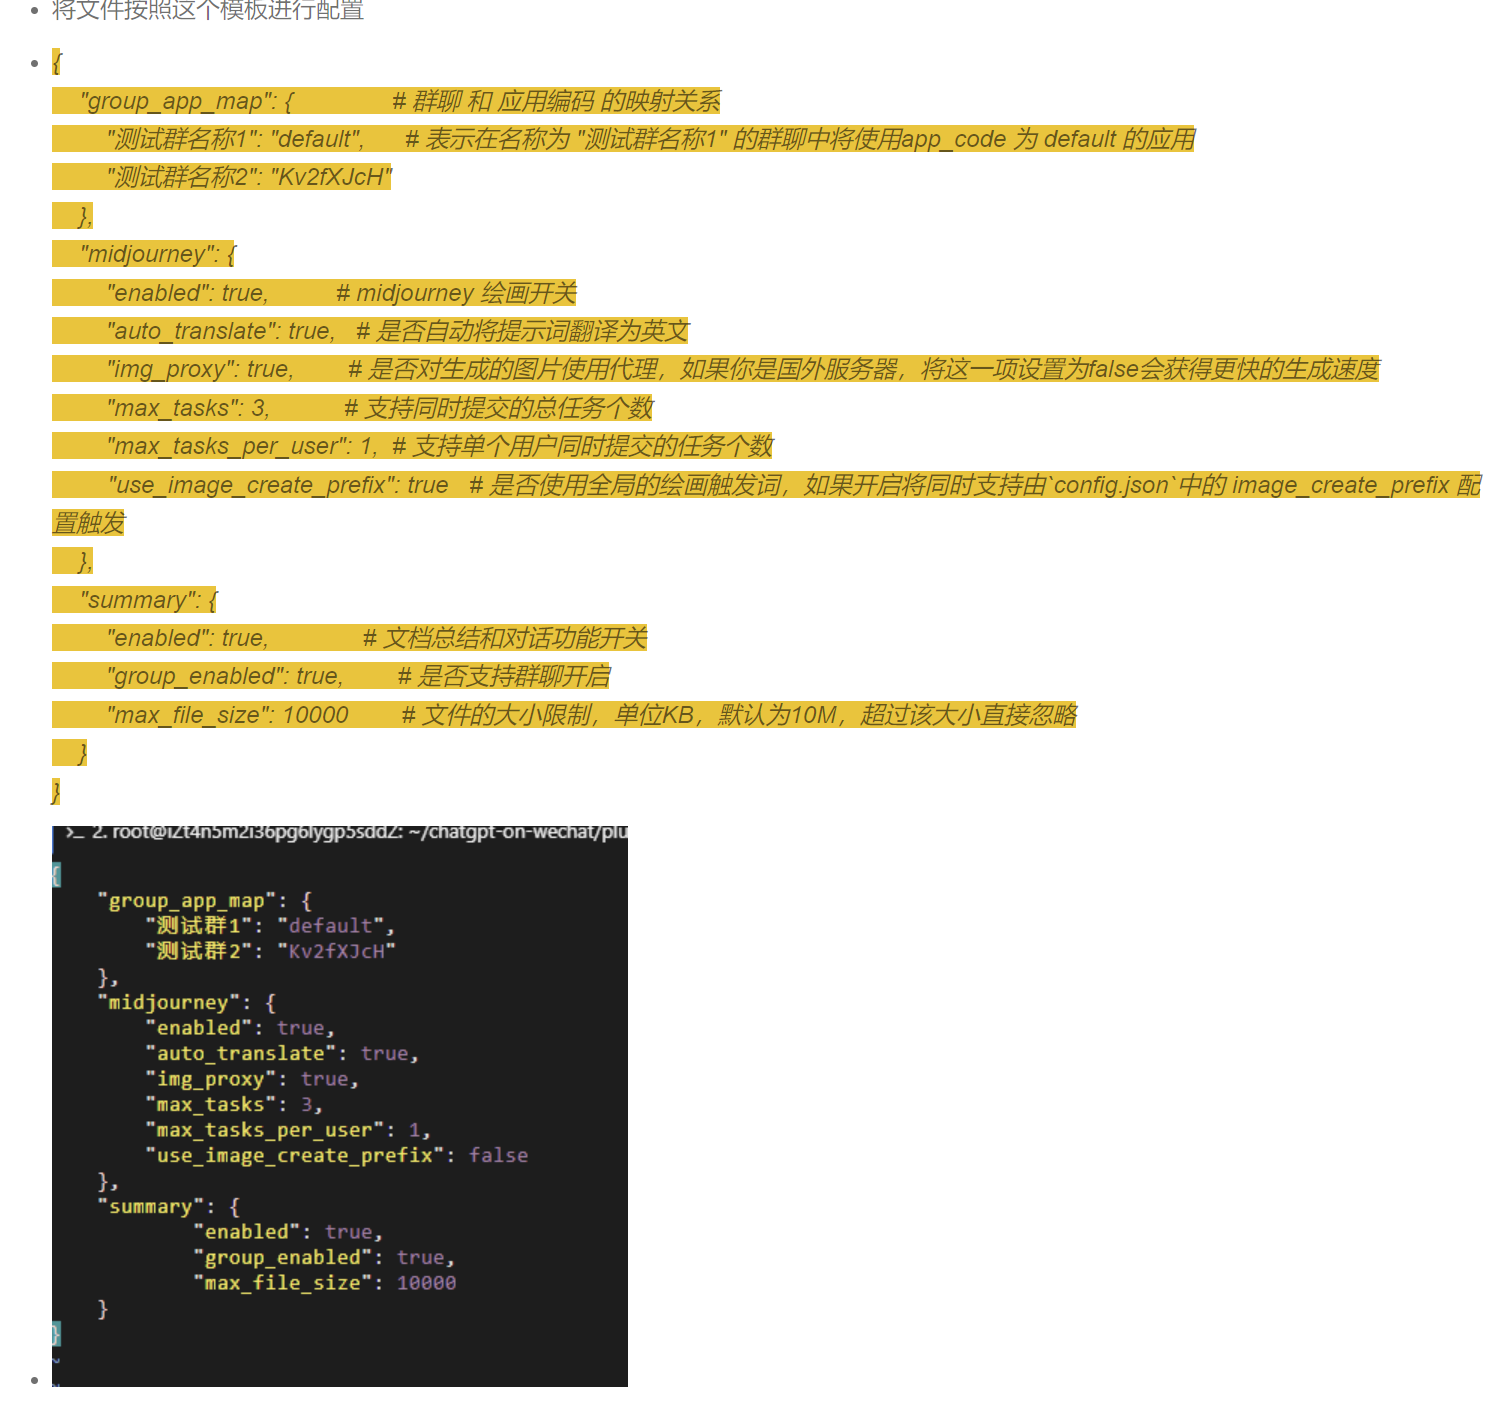 将文件按照这个模板进行配置
{
"group_app_map": { # 群聊 和 应用编码 的映射关系
"测试群名称1": "default", # 表示在名称为 "测试群名称1" 的群聊中将使用app_code 为 default 的应用
"测试群名称2": "Kv2fXJcH"
},
"midjourney": {
"enabled": true, # midjourney 绘画开关
"auto_translate": true, # 是否自动将提示词翻译为英文
"img_proxy": true, # 是否对生成的图片使用代理，如果你是国外服务器，将这一项设置为false会获得更快的生成速度
"max_tasks": 3, # 支持同时提交的总任务个数
"max_tasks_per_user": 1, # 支持单个用户同时提交的任务个数
"use_image_create_prefix": true # 是否使用全局的绘画触发词，如果开启将同时支持由`config.json`中的 image_create_prefix 配
置触发
},
"summary": {
"enabled": true, # 文档总结和对话功能开关
"group_enabled": true, # 是否支持群聊开启
"max_file_size": 10000 # 文件的大小限制，单位KB，默认为10M，超过该大小直接忽略
}
}
>_ 2. root@iZt4n5m2i36pg6lygp5sddZ: ~/chatgpt-on-wechat/plu
{
"group_app_map": {
"测试群1": "default",
"测试群2": "Kv2fXJcH"
},
"midjourney": {
"enabled": true,
"auto_translate": true,
"img_proxy": true,
"max_tasks": 3,
"max_tasks_per_user": 1,
"use_image_create_prefix": false
},
"summary": {
"enabled": true,
"group_enabled": true,
"max_file_size": 10000
}
}
~
~